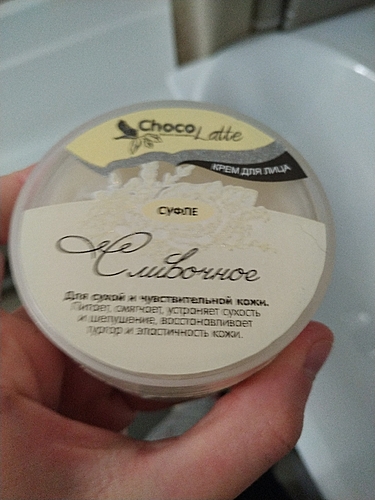 Choco Latte
КРЕМ ДЛЯ ЛИЦА
СУФЛЕ
Сливочное
Для сухой и чувствительной кожи.
Питает, смягчает, устраняет сухость
и шелушение, восстанавливает
тургор и эластичность кожи.